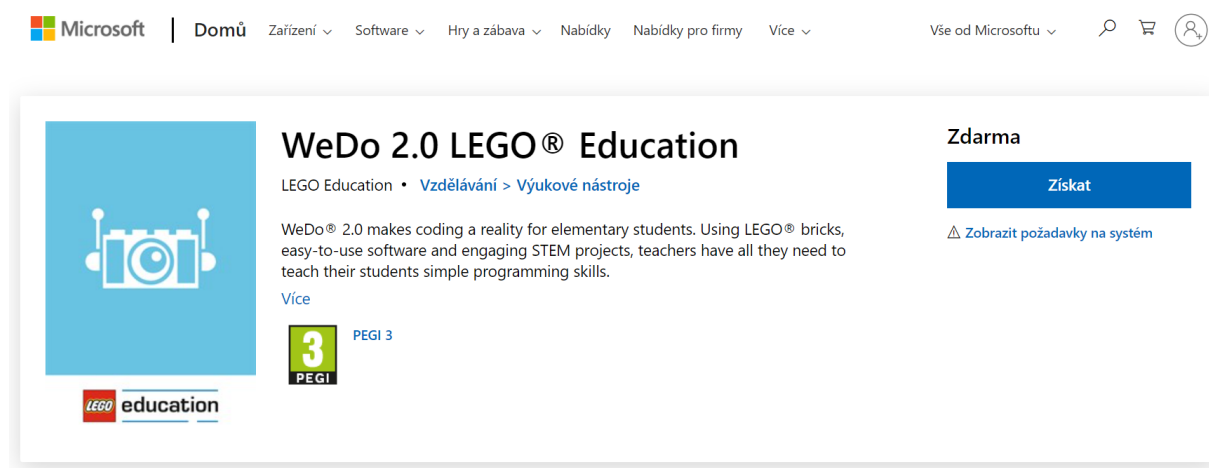 Microsoft Domů Zařízení Software Hry a zábava Nabídky Nabídky pro firmy Více Vše od Microsoftu
WeDo 2.0 LEGO® Education
LEGO Education • Vzdělávání > Výukové nástroje
WeDo® 2.0 makes coding a reality for elementary students. Using LEGO® bricks,
easy-to-use software and engaging STEM projects, teachers have all they need to
teach their students simple programming skills.
Více
3
PEGI
PEGI 3
LEGO education
Zdarma
Získat
Zobrazit požadavky na systém